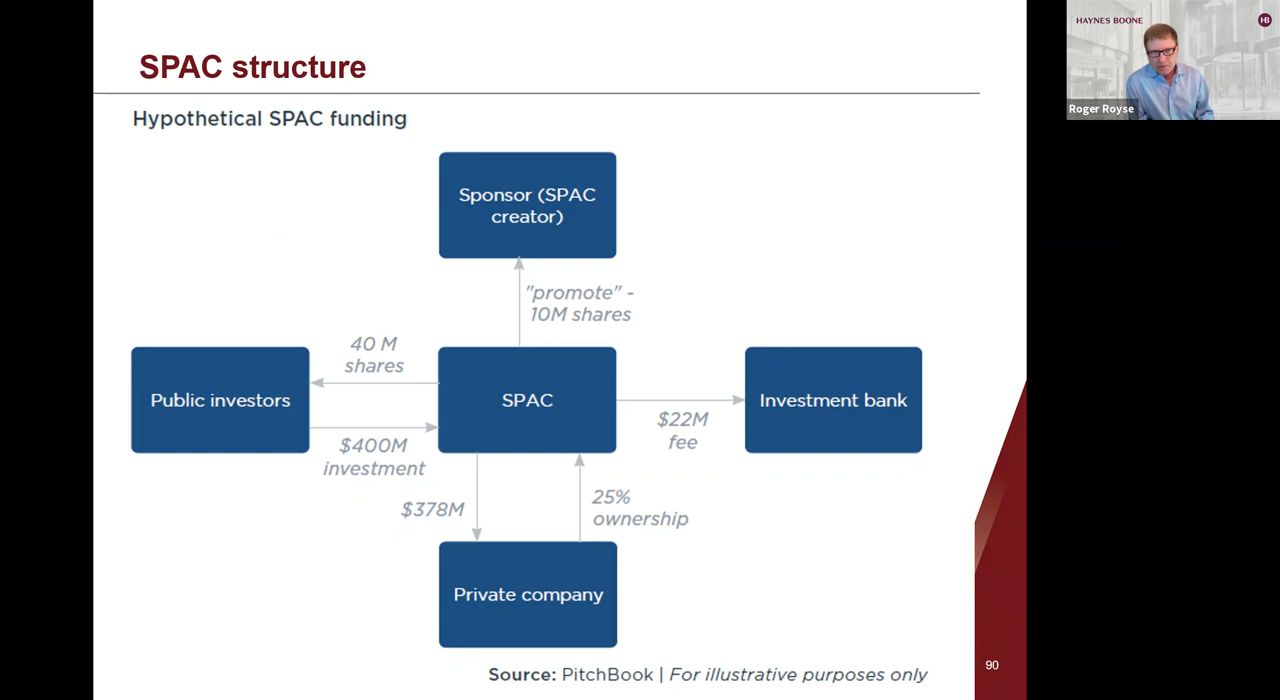 SPAC structure
Hypothetical SPAC funding
Sponsor (SPAC
creator)
"promote" -
10M shares
40 M
shares
Public investors
SPAC
Investment bank
$400M
investment
$22M
fee
$378M
25%
ownership
Private company
Source: PitchBook | For illustrative purposes only
90
HAYNES BOONE
HB
Roger Royse